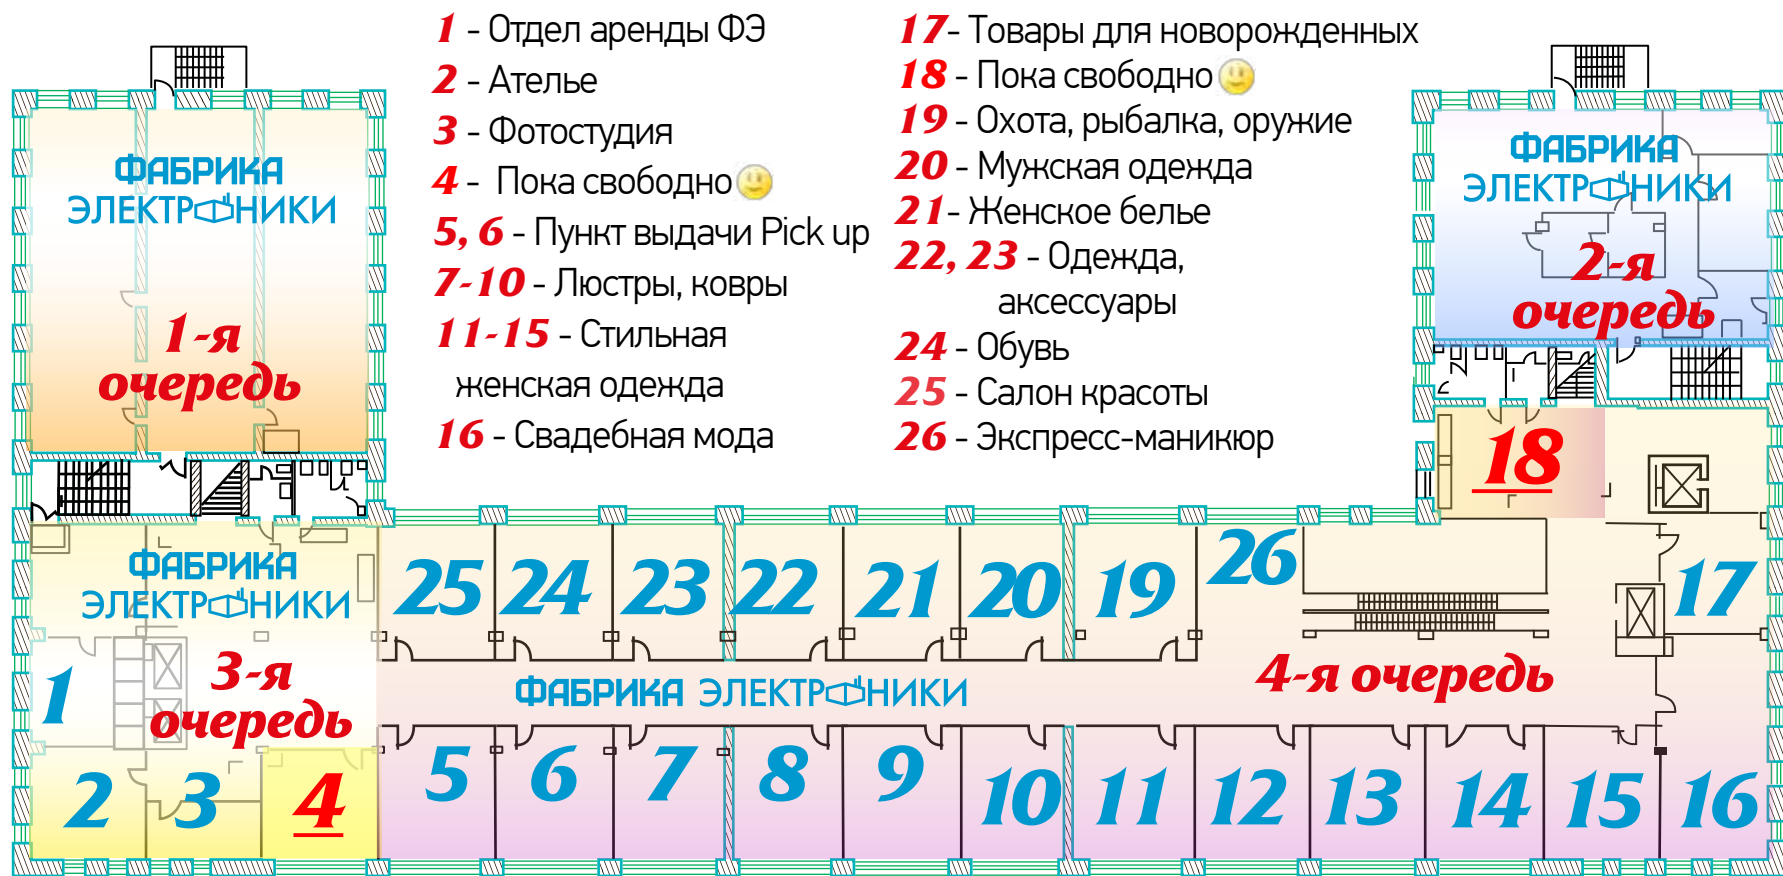 1 - Отдел аренды ФЭ
2 - Ателье
3 - Фотостудия
4 - Пока свободно
5, 6 - Пункт выдачи Pick up
7-10 - Люстры, ковры
11-15 - Стильная
женская одежда
16 - Свадебная мода
17- Товары для новорожденных
18 - Пока свободно
19 - Охота, рыбалка, оружие
20 - Мужская одежда
21- Женское белье
22, 23 - Одежда,
аксессуары
24 - Обувь
25 - Салон красоты
26 - Экспресс-маникюр
ФАБРИКА
ЭЛЕКТРОНИКИ
1-я
очередь
ФАБРИКА
ЭЛЕКТРОНИКИ
2-я
очередь
18
ФАБРИКА
ЭЛЕКТРОНИКИ
3-я
очередь
25 24 23 22 21 20 19 26 17
ФАБРИКА ЭЛЕКТРОНИКИ
4-я очередь
1
2 3 4 5 6 7 8 9 10 11 12 13 14 15 16